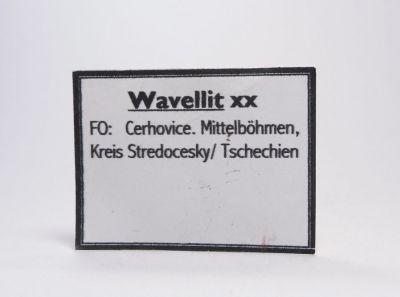 Wavellit xx
FO: Cerhovice. Mittelböhmen,
Kreis Stredocesky/ Tschechien